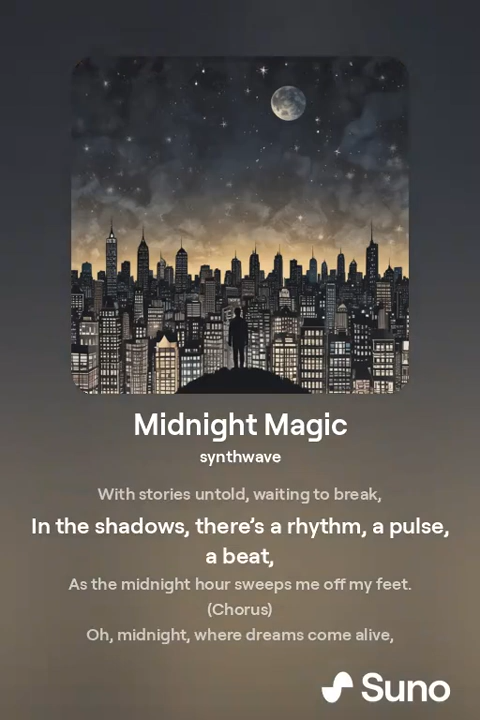 Midnight Magic
synthwave
With stories untold, waiting to break,
In the shadows, there's a rhythm, a pulse,
a beat,
As the midnight hour sweeps me off my feet.
(Chorus)
Oh, midnight, where dreams come alive,
Suno